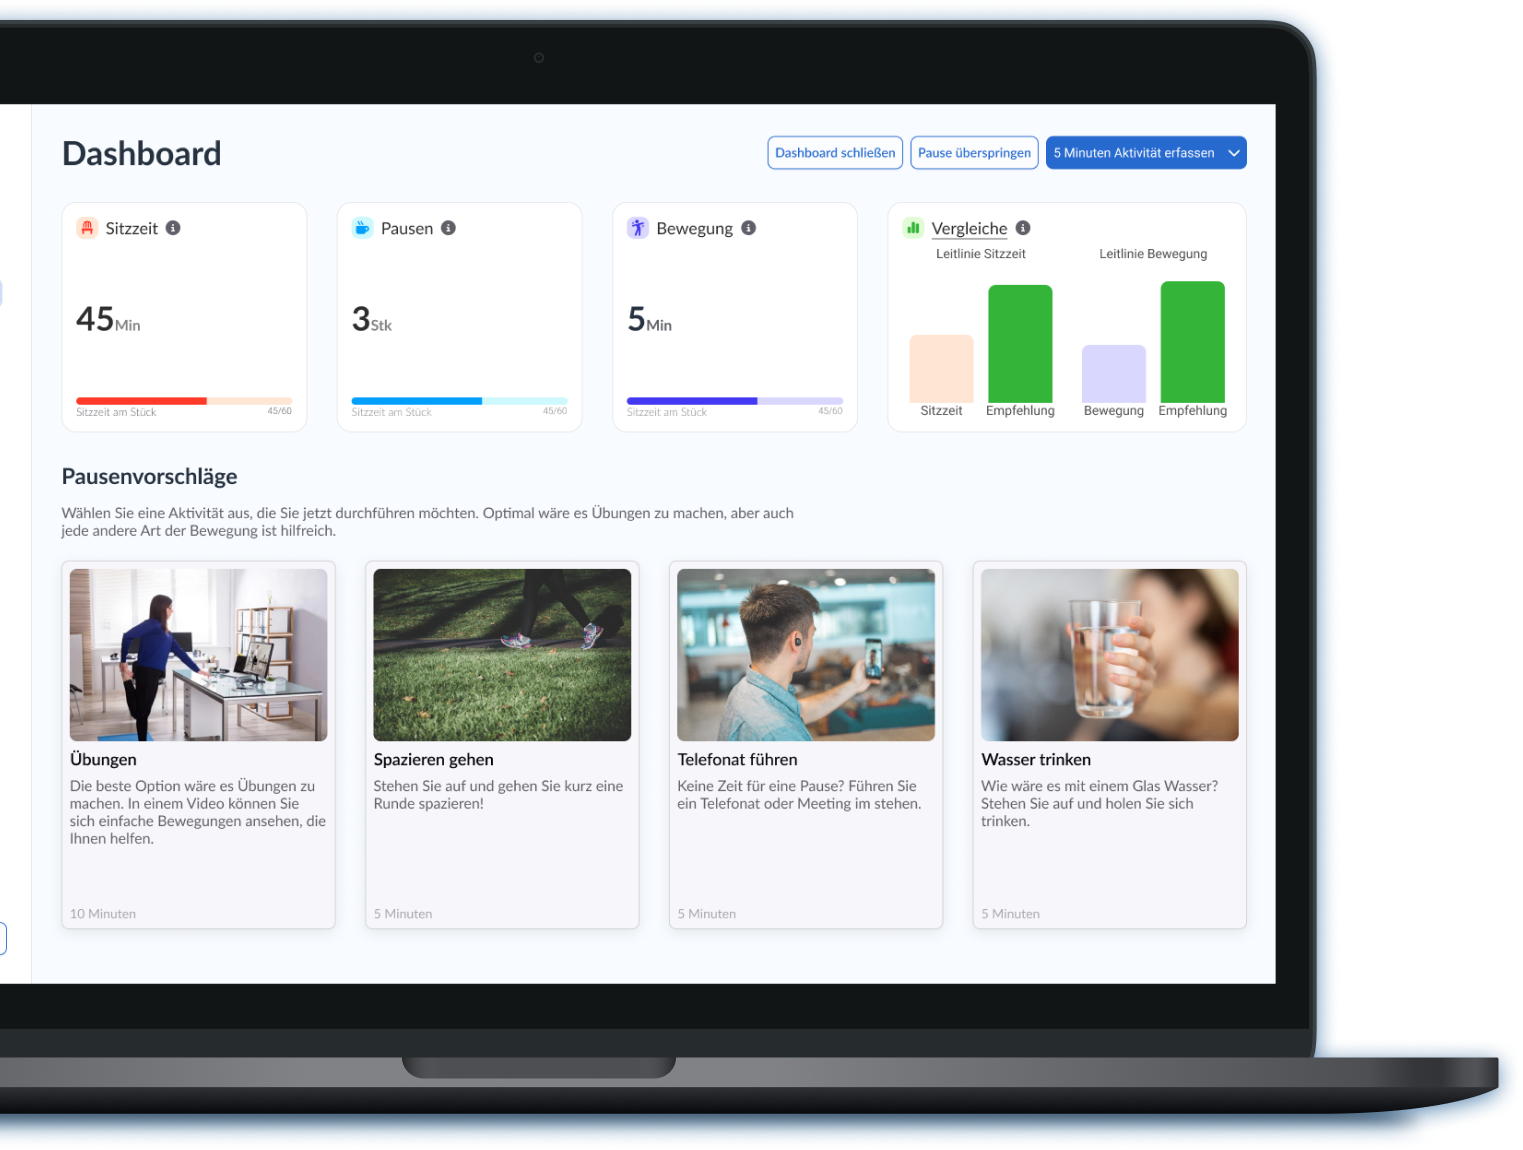 Dashboard
Dashboard schließen
Pause überspringen
5 Minuten Aktivität erfassen
Sitzzeit
45Min
Sitzzeit am Stück
45/60
Pausen
3Stk
Sitzzeit am Stück
45/60
Bewegung
5Min
Sitzzeit am Stück
45/60
Vergleiche
Leitlinie Sitzzeit
Leitlinie Bewegung
Sitzzeit
Empfehlung
Bewegung
Empfehlung
Pausenvorschläge
Wählen Sie eine Aktivität aus, die Sie jetzt durchführen möchten. Optimal wäre es Übungen zu machen, aber auch
jede andere Art der Bewegung ist hilfreich.
Übungen
Die beste Option wäre es Übungen zu
machen. In einem Video können Sie
sich einfache Bewegungen ansehen, die
Ihnen helfen.
10 Minuten
Spazieren gehen
Stehen Sie auf und gehen Sie kurz eine
Runde spazieren!
5 Minuten
Telefonat führen
Keine Zeit für eine Pause? Führen Sie
ein Telefonat oder Meeting im stehen.
5 Minuten
Wasser trinken
Wie wäre es mit einem Glas Wasser?
Stehen Sie auf und holen Sie sich
trinken.
5 Minuten